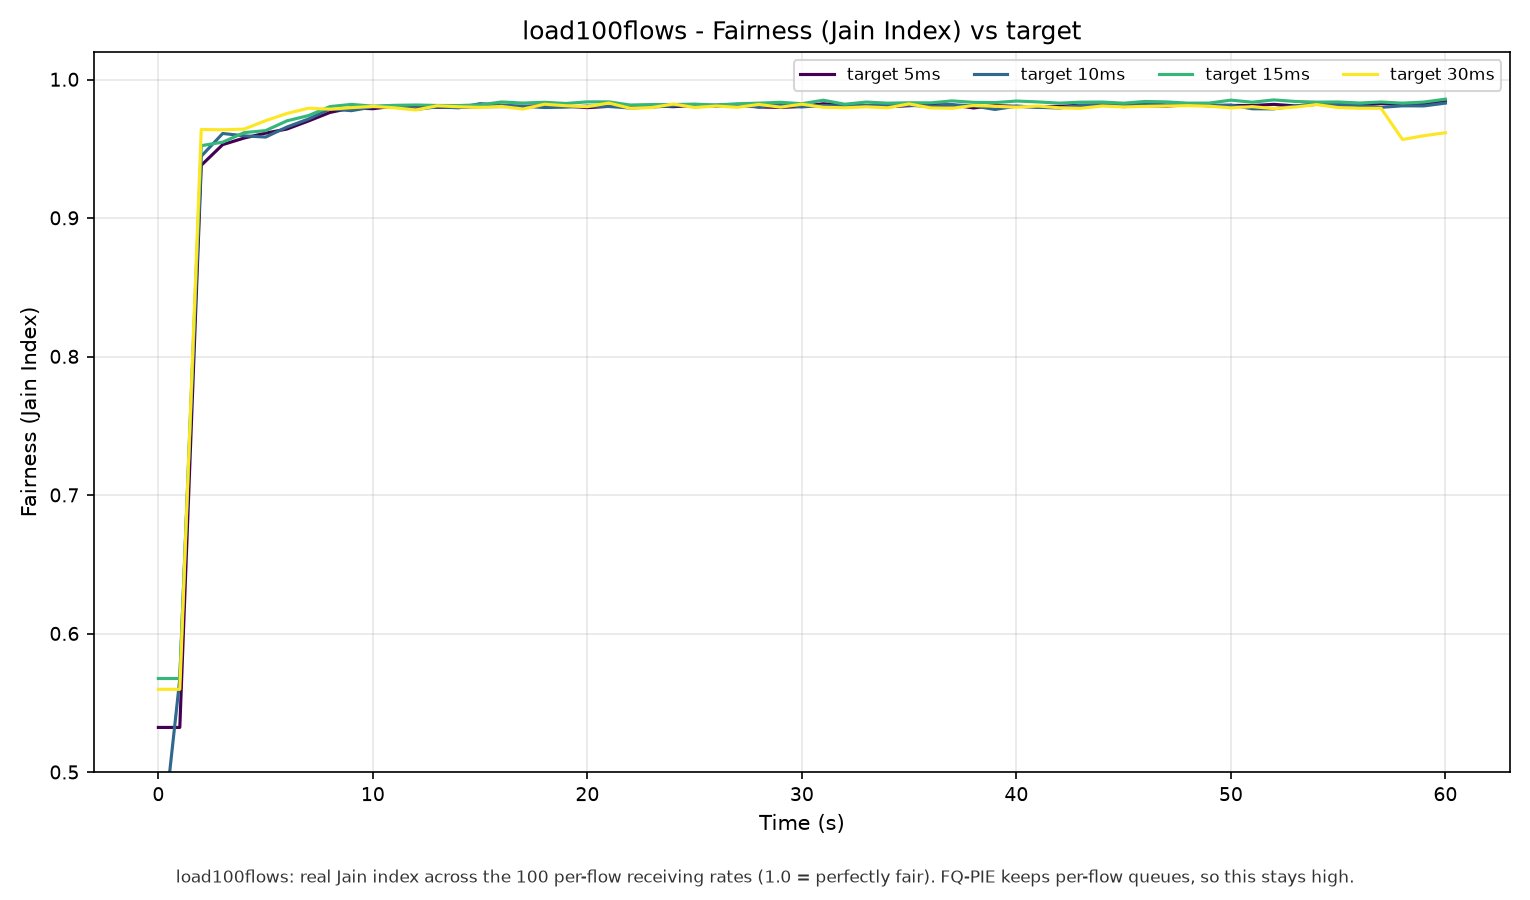 load100flows - Fairness (Jain Index) vs target
target 5ms
target 10ms
target 15ms
target 30ms
Fairness (Jain Index)
1.0
0.9
0.8
0.7
0.6
0.5
0
10
20
30
40
50
60
Time (s)
load100flows: real Jain index across the 100 per-flow receiving rates (1.0 = perfectly fair). FQ-PIE keeps per-flow queues, so this stays high.